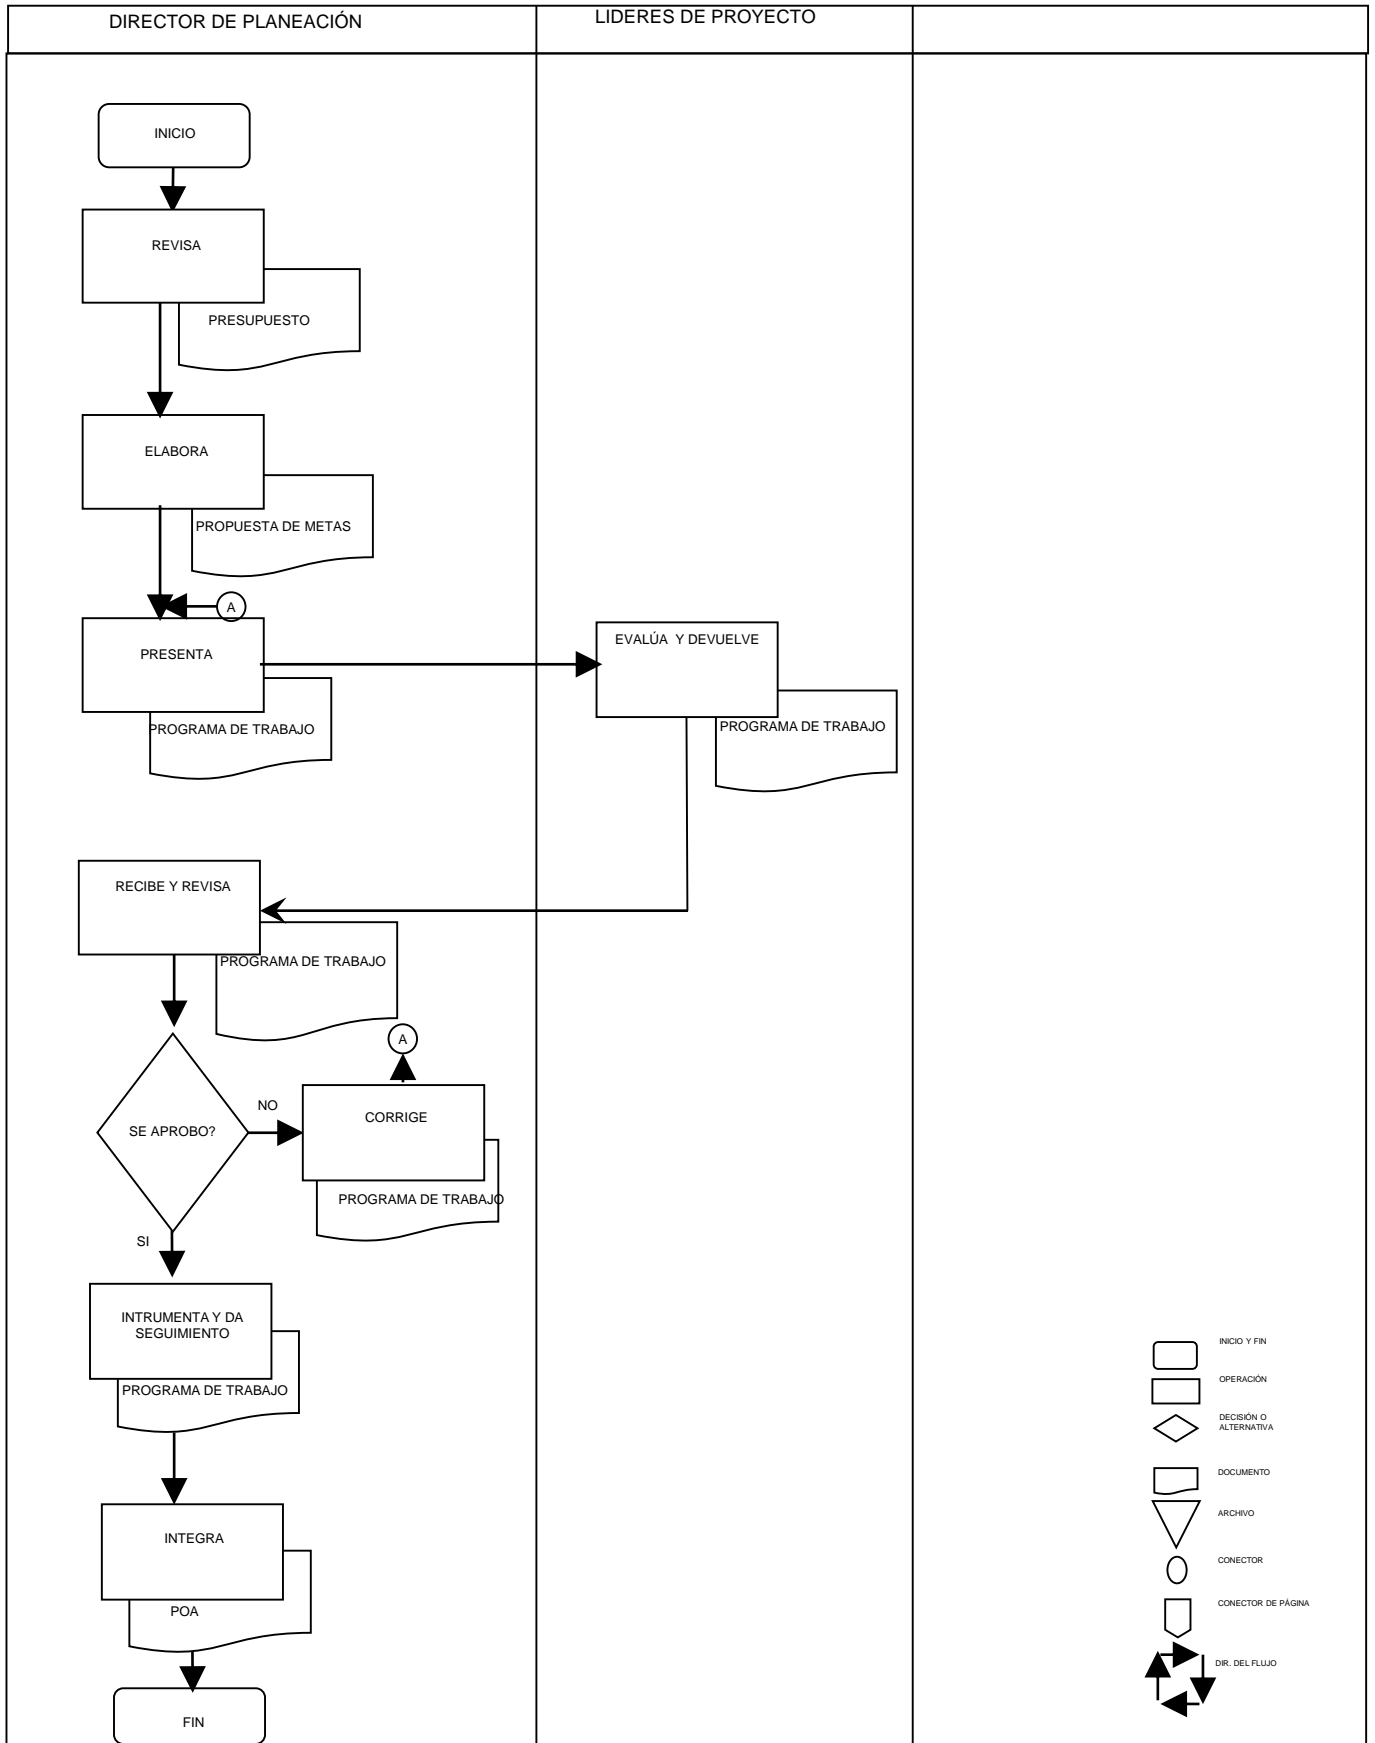 DIRECTOR DE PLANEACIÓN
LIDERES DE PROYECTO
INICIO
REVISA
PRESUPUESTO
ELABORA
PROPUESTA DE METAS
A
PRESENTA
PROGRAMA DE TRABAJO
EVALÚA Y DEVUELVE
PROGRAMA DE TRABAJO
RECIBE Y REVISA
PROGRAMA DE TRABAJO
A
SE APROBO?
NO
CORRIGE
PROGRAMA DE TRABAJO
SI
INTRUMENTA Y DA
SEGUIMIENTO
PROGRAMA DE TRABAJO
INTEGRA
POA
FIN
INICIO Y FIN
OPERACIÓN
DECISIÓN O
ALTERNATIVA
DOCUMENTO
ARCHIVO
CONECTOR
CONECTOR DE PÁGINA
DIR. DEL FLUJO